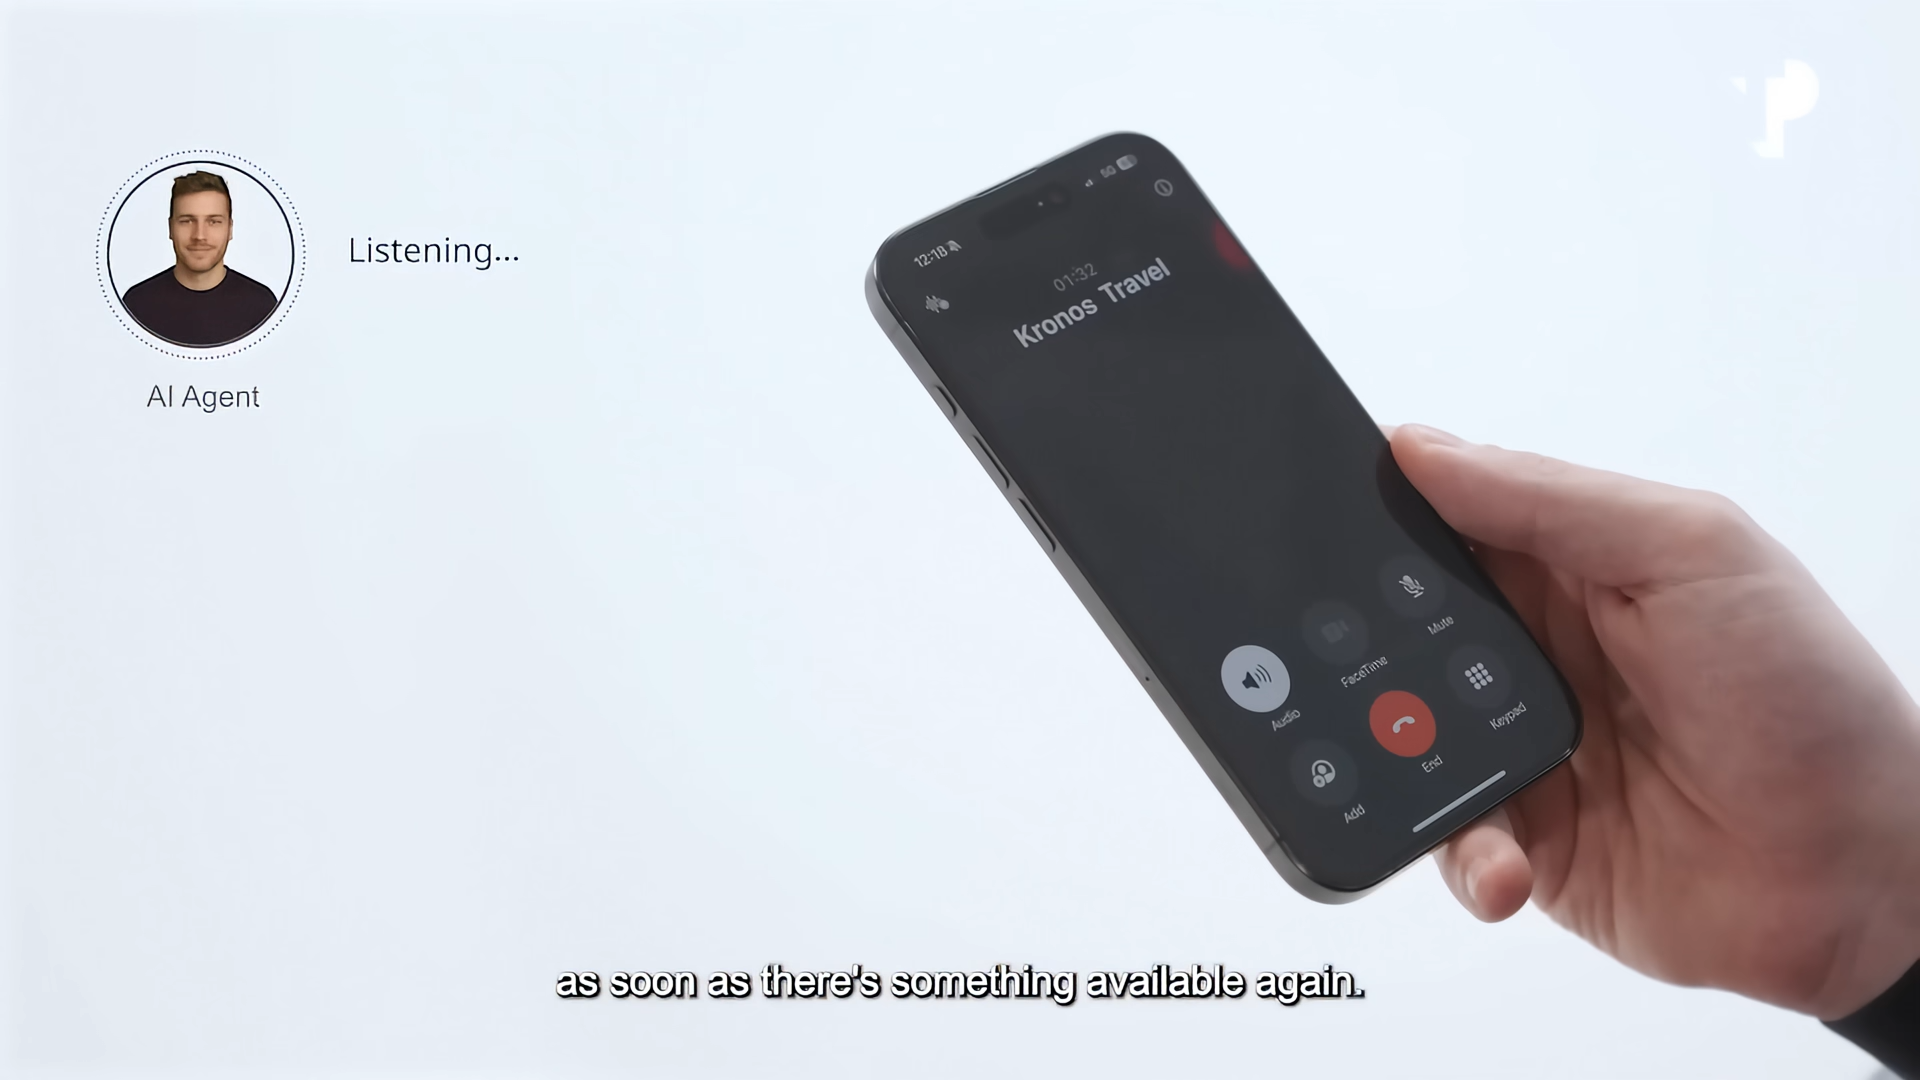 Listening...
AI Agent
12:18
5G
01:32
Kronos Travel
Mute
FaceTime
Audio
Keypad
End
Add
as soon as there's something available again.